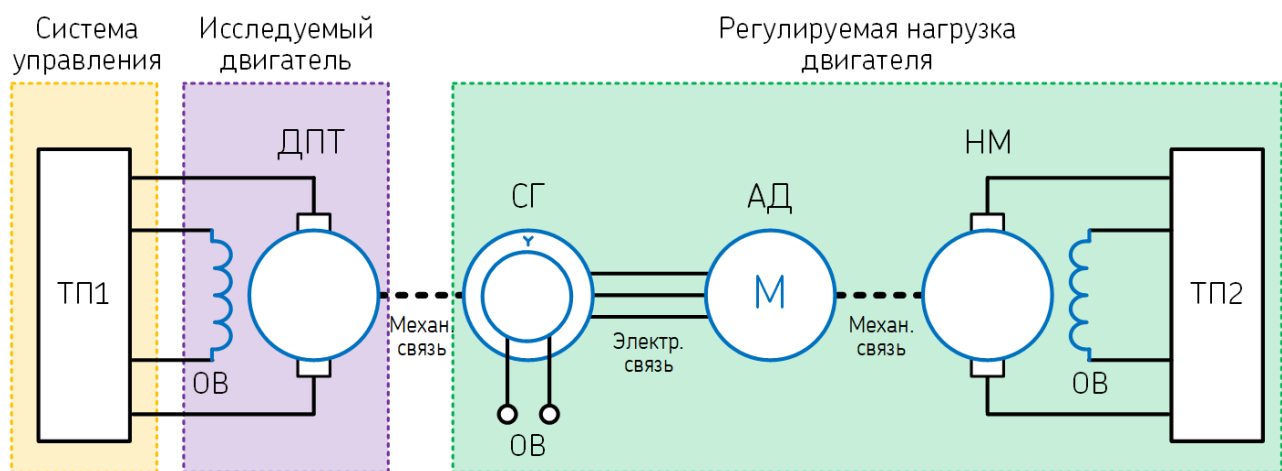 Система
управления
Исследуемый
двигатель
Регулируемая нагрузка
двигателя
ДПТ
НМ
СГ
АД
Y
ТП1
М
ТП2
Механ.
связь
Электр.
связь
Механ.
связь
ОВ
ОВ
ОВ